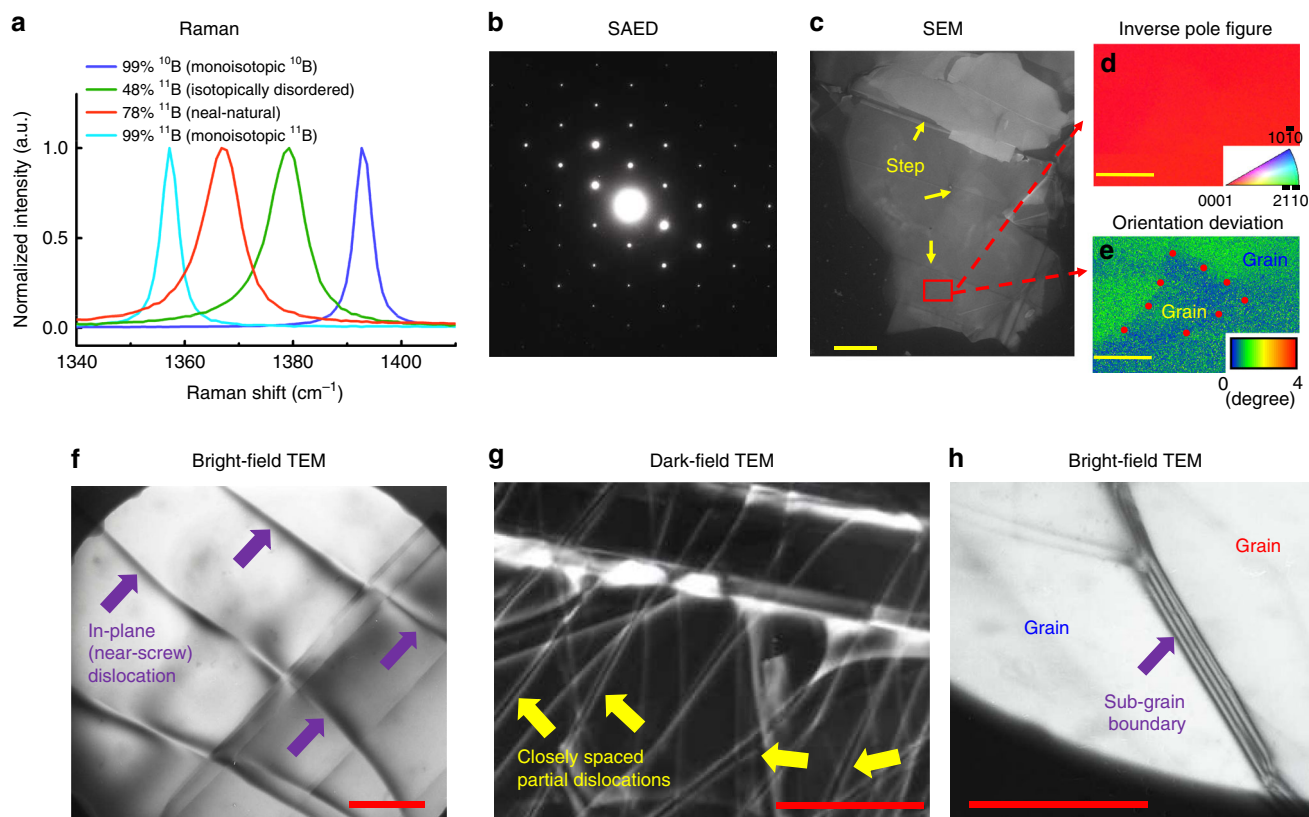 a
Raman
99% ¹⁰B (monoisotopic ¹⁰B)
48% ¹¹B (isotopically disordered)
78% ¹¹B (neal-natural)
99% ¹¹B (monoisotopic ¹¹B)
Normalized intensity (a.u.)
1.0
0.5
0.0
1340
1360
1380
1400
Raman shift (cm⁻¹)
b
SAED
c
SEM
Step
Inverse pole figure
d
101̄0
0001
2̄1̄10
Orientation deviation
e
Grain
Grain
0
4
(degree)
f
Bright-field TEM
In-plane
(near-screw)
dislocation
g
Dark-field TEM
Closely spaced
partial dislocations
h
Bright-field TEM
Grain
Grain
Sub-grain
boundary